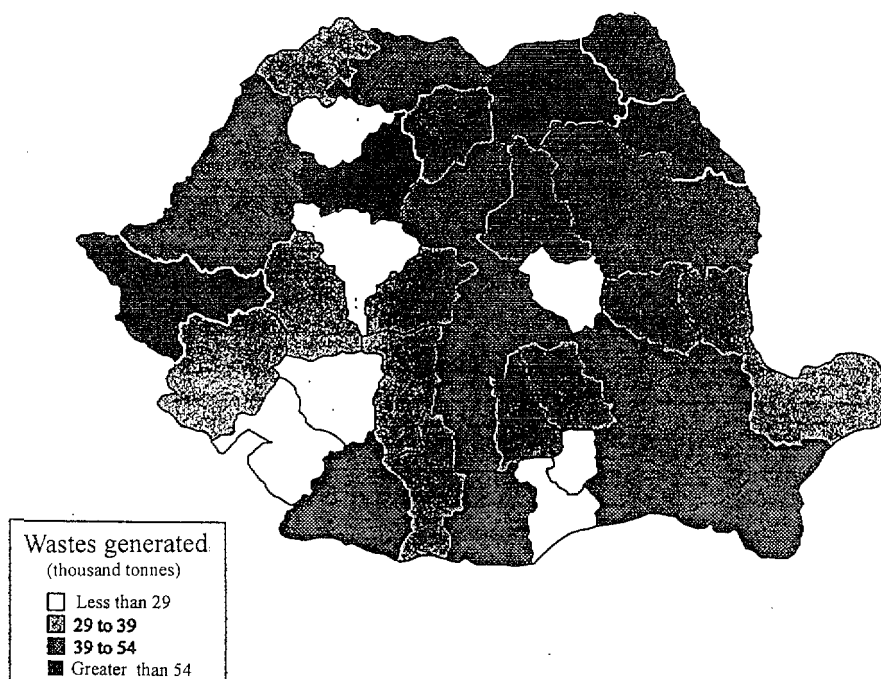 Wastes generated
(thousand tonnes)
Less than 29
29 to 39
39 to 54
Greater than 54